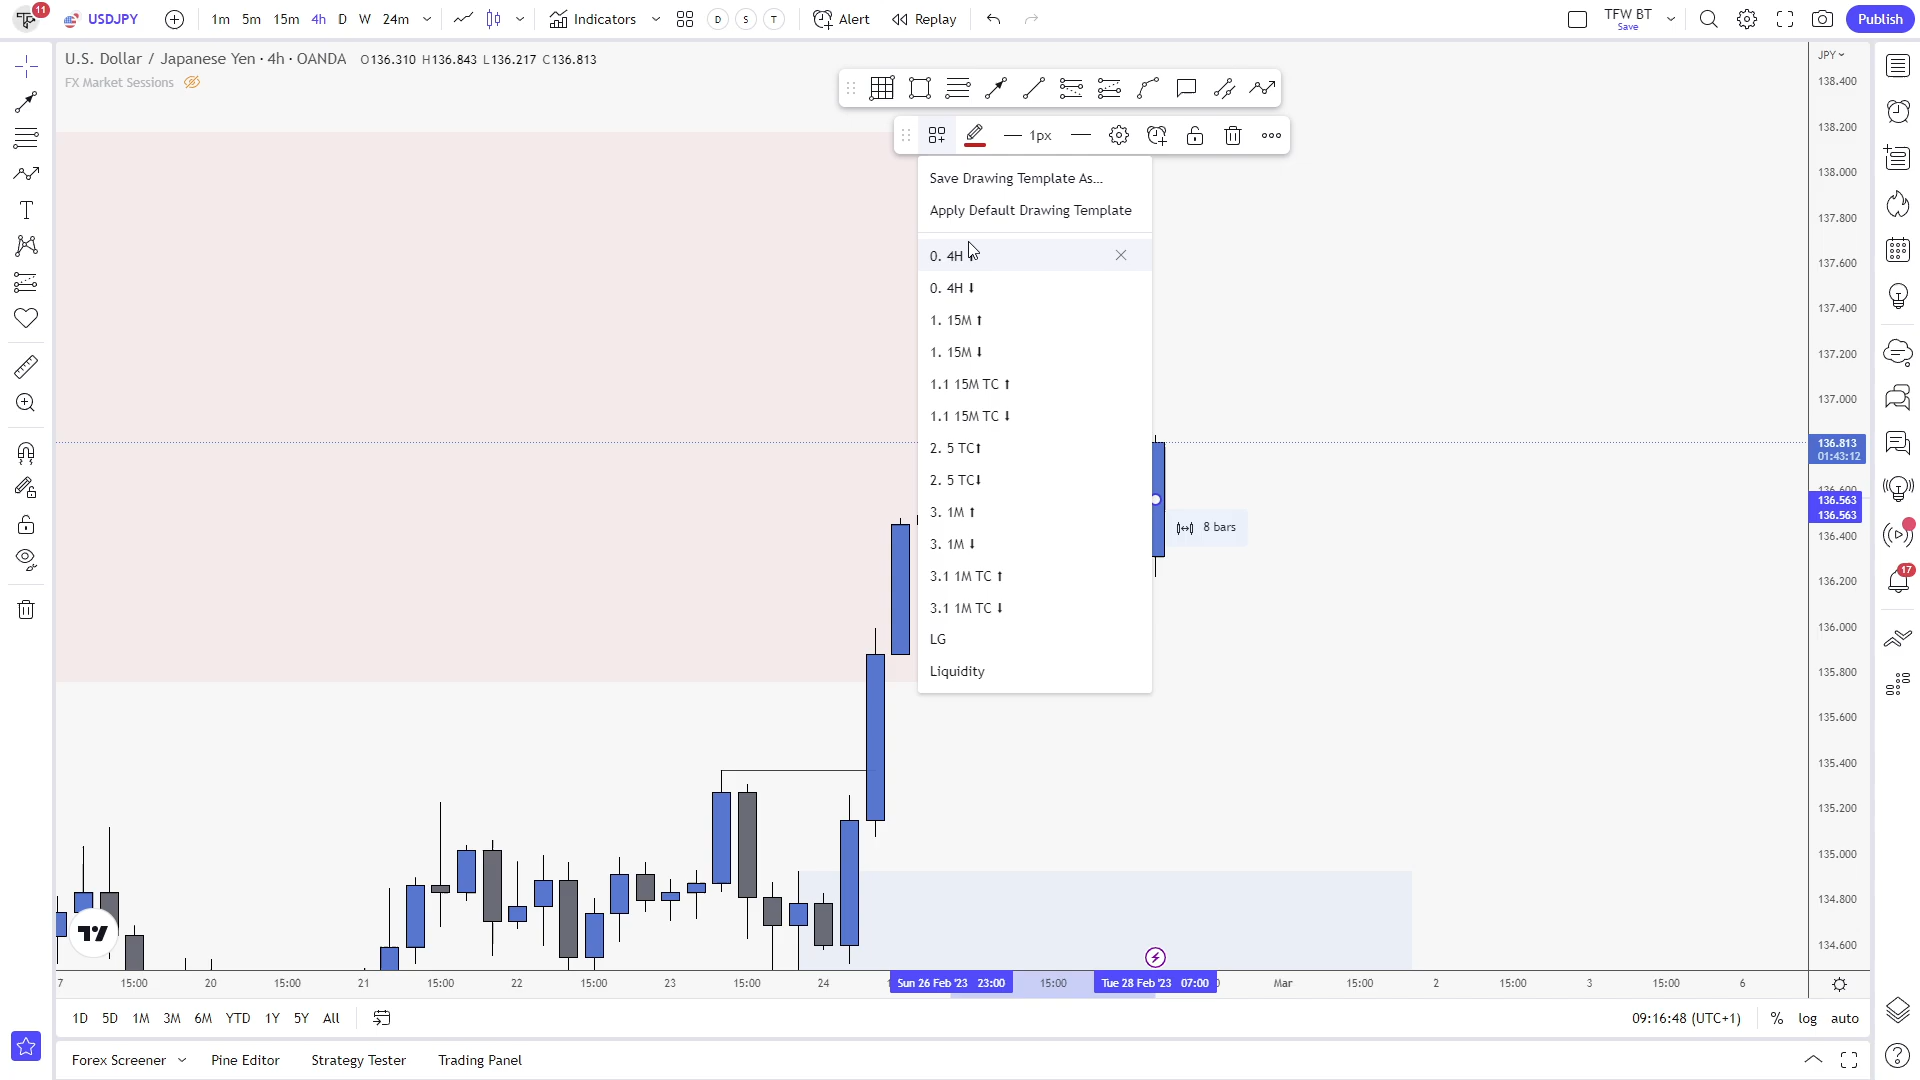 11
USDJPY
1m 5m 15m 4h D W 24m
Indicators
D S T
Alert
Replay
TFW BT
Save
Publish
U.S. Dollar / Japanese Yen · 4h · OANDA O136.310 H136.843 L136.217 C136.813
FX Market Sessions
JPY
138.400
138.200
138.000
137.800
137.600
137.400
137.200
137.000
136.813
01:43:12
136.600
136.563
136.563
136.400
136.200
136.000
135.800
135.600
135.400
135.200
135.000
134.800
134.600
1px
Save Drawing Template As...
Apply Default Drawing Template
0. 4H
0. 4H ⬇
1. 15M ⬆
1. 15M ⬇
1.1 15M TC ⬆
1.1 15M TC ⬇
2. 5 TC⬆
2. 5 TC⬇
3. 1M ⬆
3. 1M ⬇
3.1 1M TC ⬆
3.1 1M TC ⬇
LG
Liquidity
8 bars
17
7 15:00 20 15:00 21 15:00 22 15:00 23 15:00 24 Sun 26 Feb '23 23:00 15:00 Tue 28 Feb '23 07:00 Mar 15:00 2 15:00 3 15:00 6
1D 5D 1M 3M 6M YTD 1Y 5Y All
09:16:48 (UTC+1) % log auto
Forex Screener Pine Editor Strategy Tester Trading Panel